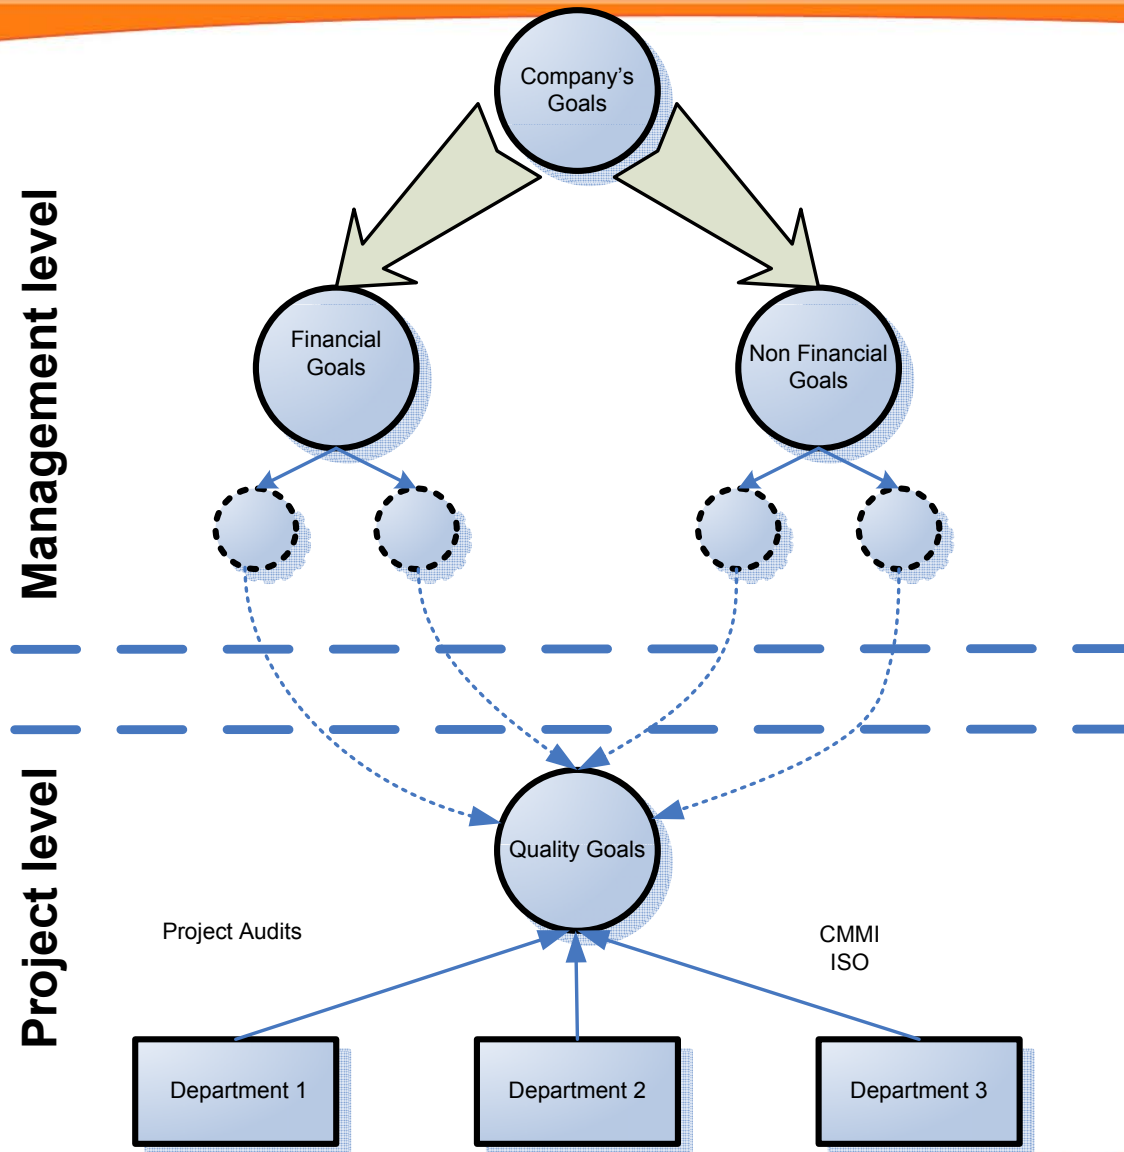 Company's
Goals
Management level
Financial
Goals
Non Financial
Goals
Project level
Quality Goals
Project Audits
CMMI
ISO
Department 1
Department 2
Department 3